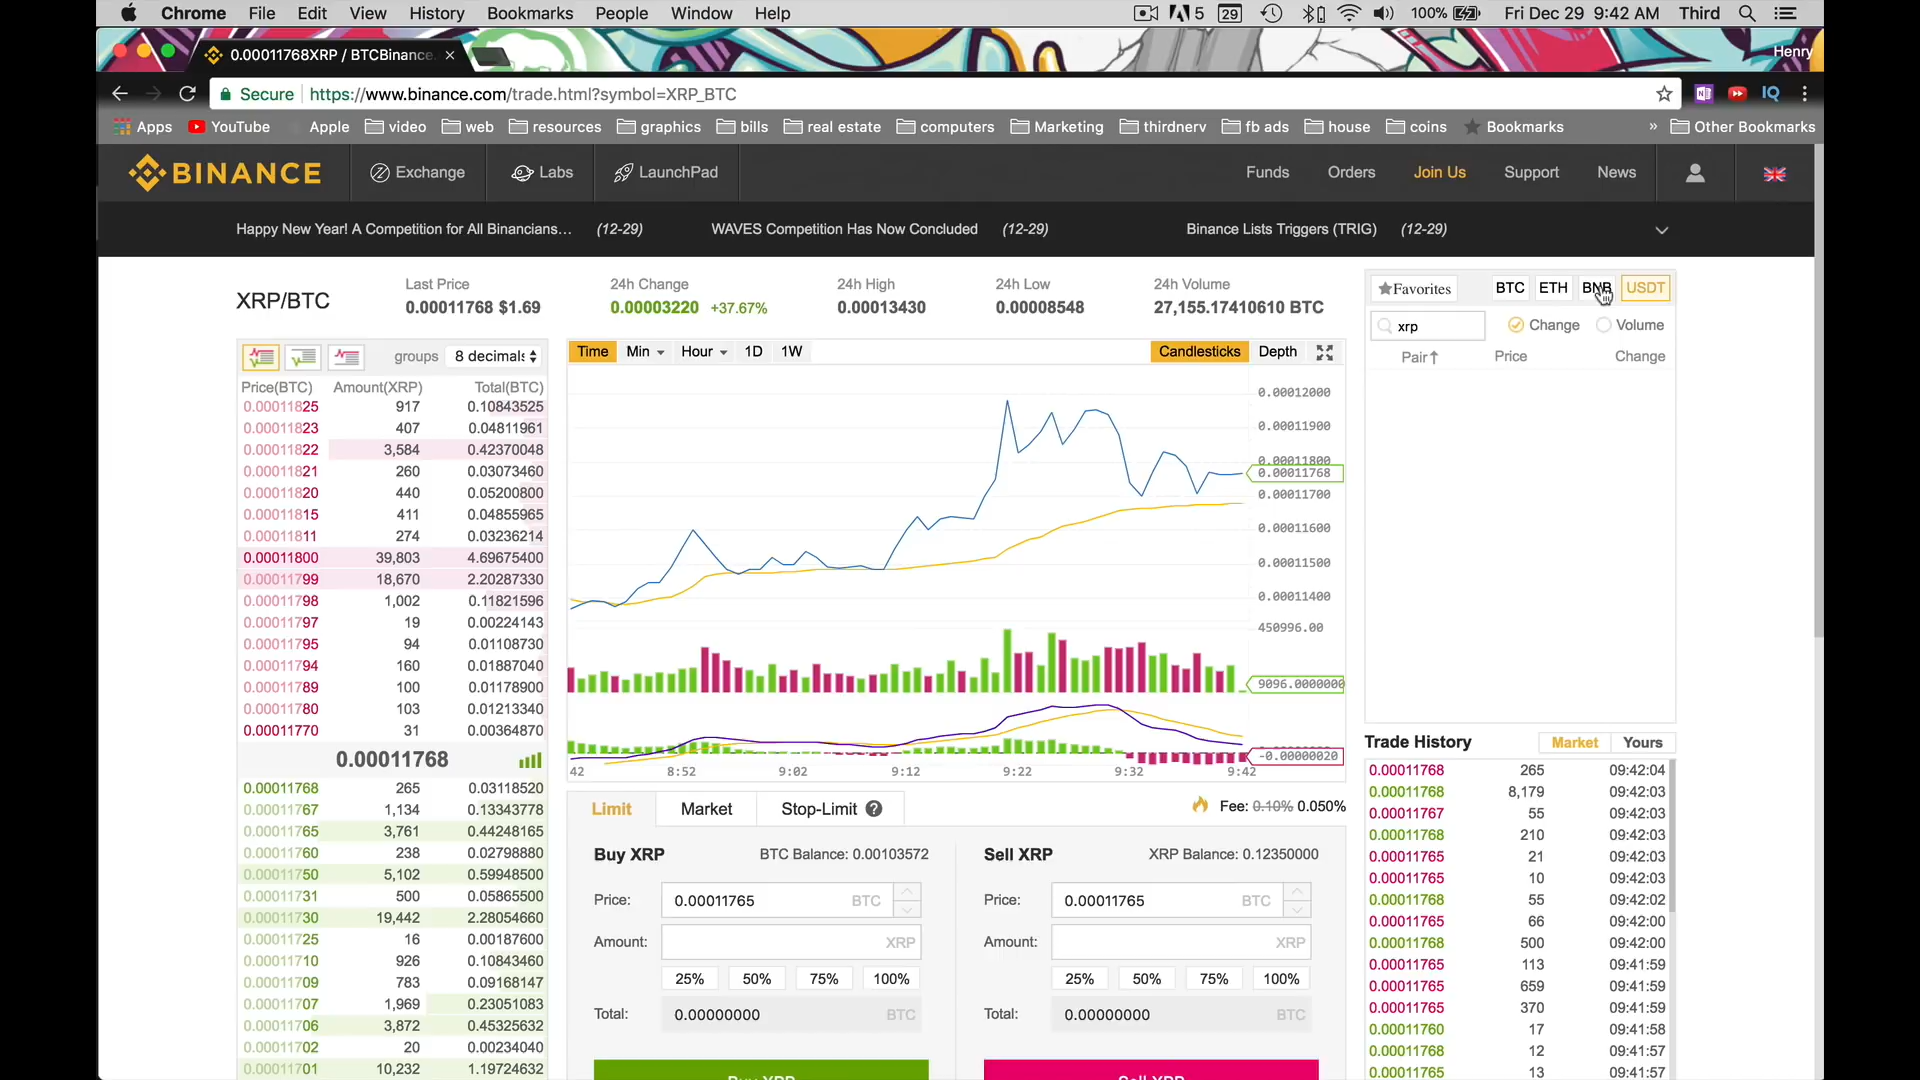 Chrome File Edit View History Bookmarks People Window Help 5 29 100% Fri Dec 29 9:42 AM Third
0.00011768XRP / BTCBinance. Henry
Secure https://www.binance.com/trade.html?symbol=XRP_BTC
Apps YouTube Apple video web resources graphics bills real estate computers Marketing thirdnerv fb ads house coins Bookmarks » Other Bookmarks
BINANCE Exchange Labs LaunchPad Funds Orders Join Us Support News
Happy New Year! A Competition for All Binancians... (12-29) WAVES Competition Has Now Concluded (12-29) Binance Lists Triggers (TRIG) (12-29)
XRP/BTC
Last Price 24h Change 24h High 24h Low 24h Volume
0.00011768 $1.69 0.00003220 +37.67% 0.00013430 0.00008548 27,155.17410610 BTC
groups 8 decimals
Price(BTC) Amount(XRP) Total(BTC)
0.00011825 917 0.10843525
0.00011823 407 0.04811961
0.00011822 3,584 0.42370048
0.00011821 260 0.03073460
0.00011820 440 0.05200800
0.00011815 411 0.04855965
0.00011811 274 0.03236214
0.00011800 39,803 4.69675400
0.00011799 18,670 2.20287330
0.00011798 1,002 0.11821596
0.00011797 19 0.00224143
0.00011795 94 0.01108730
0.00011794 160 0.01887040
0.00011789 100 0.01178900
0.00011780 103 0.01213340
0.00011770 31 0.00364870
0.00011768
0.00011768 265 0.03118520
0.00011767 1,134 0.13343778
0.00011765 3,761 0.44248165
0.00011760 238 0.02798880
0.00011750 5,102 0.59948500
0.00011731 500 0.05865500
0.00011730 19,442 2.28054660
0.00011725 16 0.00187600
0.00011710 926 0.10843460
0.00011709 783 0.09168147
0.00011707 1,969 0.23051083
0.00011706 3,872 0.45325632
0.00011702 20 0.00234040
0.00011701 10,232 1.19724632
Time Min Hour 1D 1W Candlesticks Depth
0.00012000
0.00011900
0.00011800
0.00011768
0.00011700
0.00011600
0.00011500
0.00011400
450996.00
9096.0000000
-0.00000020
42 8:52 9:02 9:12 9:22 9:32 9:42
Limit Market Stop-Limit ? Fee: 0.10% 0.050%
Buy XRP BTC Balance: 0.00103572
Price: 0.00011765 BTC
Amount: XRP
25% 50% 75% 100%
Total: 0.00000000 BTC
Buy XRP
Sell XRP XRP Balance: 0.12350000
Price: 0.00011765 BTC
Amount: XRP
25% 50% 75% 100%
Total: 0.00000000 BTC
Sell XRP
Favorites BTC ETH BNB USDT
xrp Change Volume
Pair↑ Price Change
Trade History Market Yours
0.00011768 265 09:42:04
0.00011768 8,179 09:42:03
0.00011767 55 09:42:03
0.00011768 210 09:42:03
0.00011765 21 09:42:03
0.00011765 10 09:42:03
0.00011768 55 09:42:02
0.00011765 66 09:42:00
0.00011768 500 09:42:00
0.00011765 113 09:41:59
0.00011765 659 09:41:59
0.00011765 370 09:41:59
0.00011760 17 09:41:58
0.00011768 12 09:41:57
0.00011765 13 09:41:57